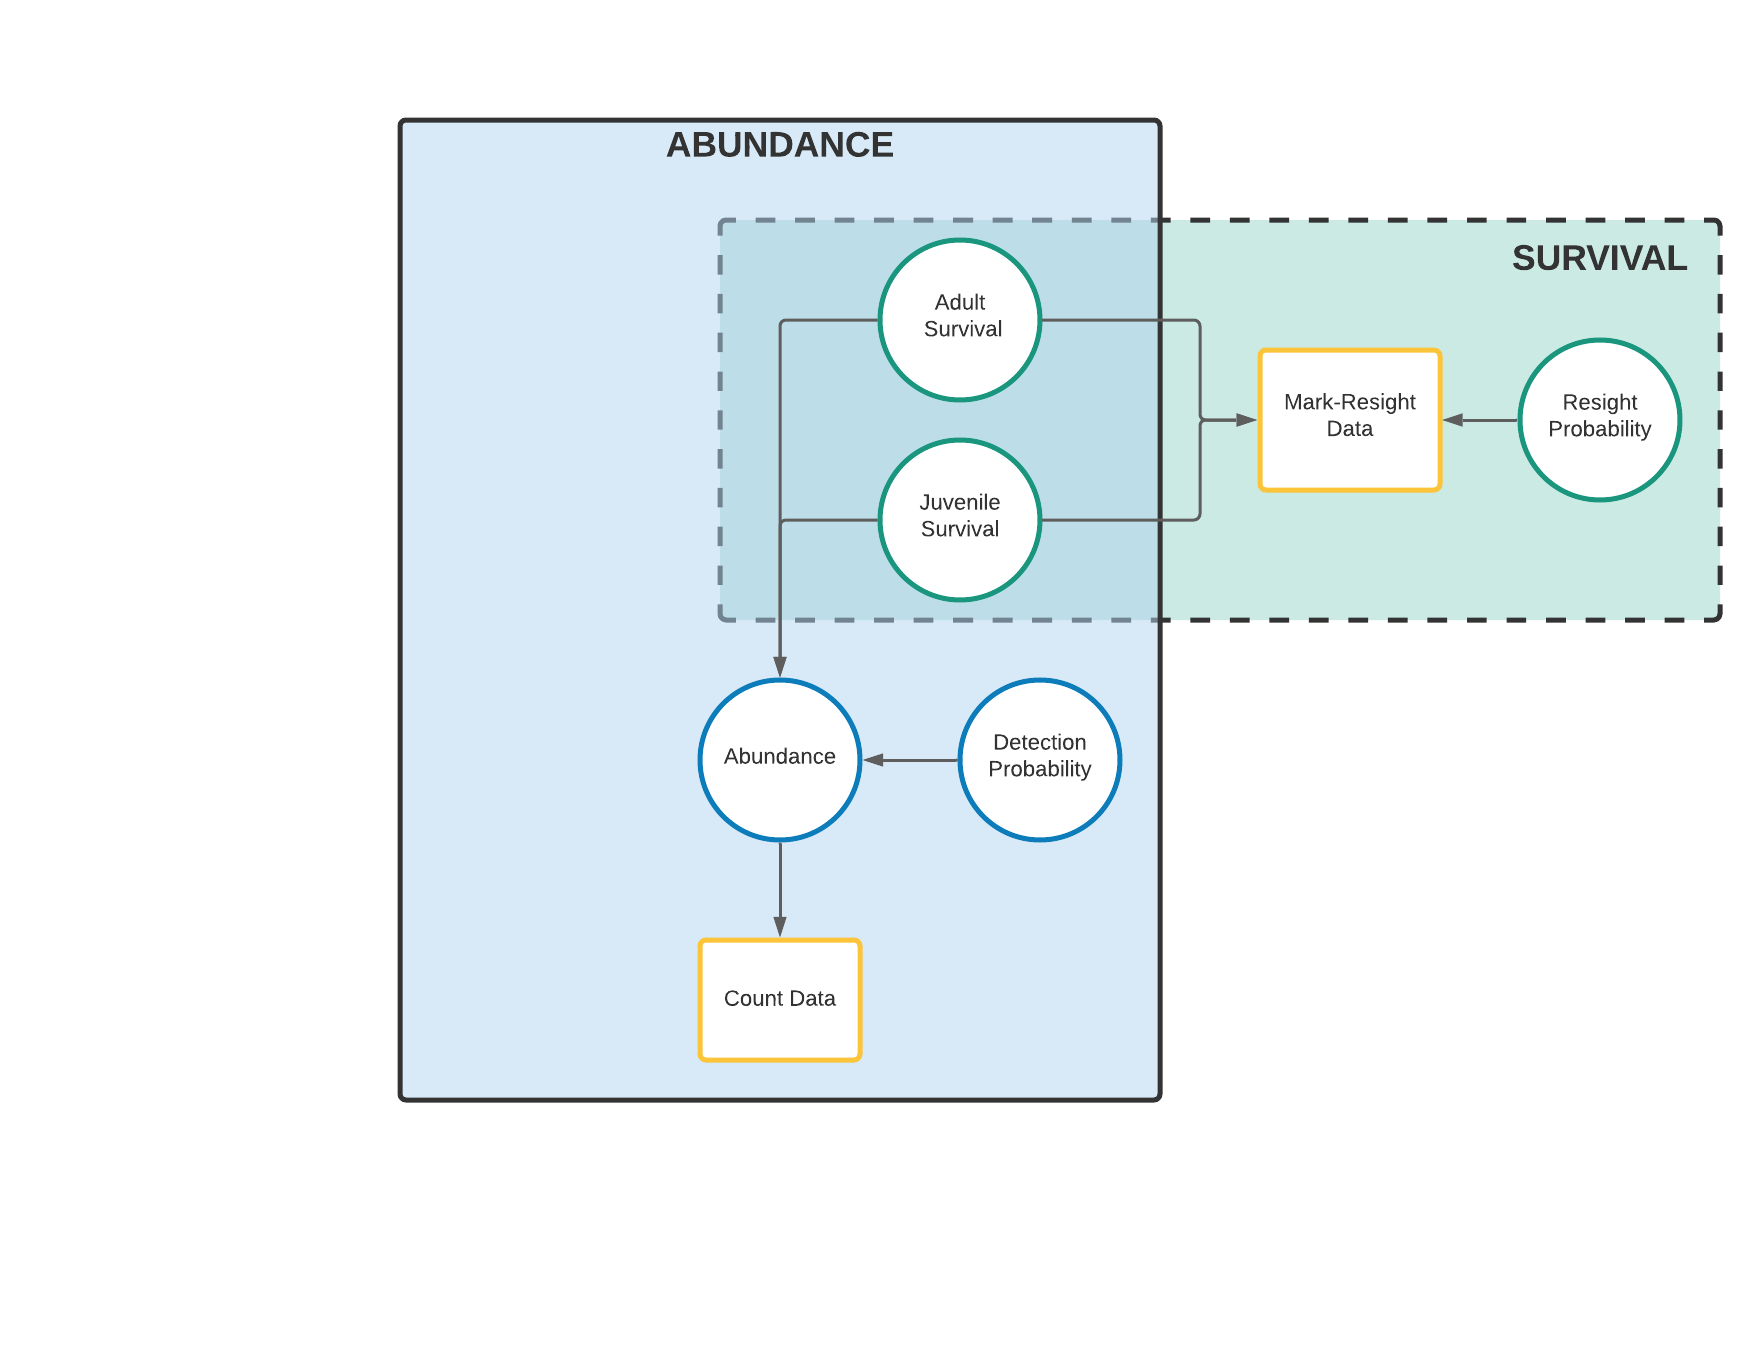 ABUNDANCE
SURVIVAL
Adult
Survival
Mark-Resight
Data
Resight
Probability
Juvenile
Survival
Abundance
Detection
Probability
Count Data